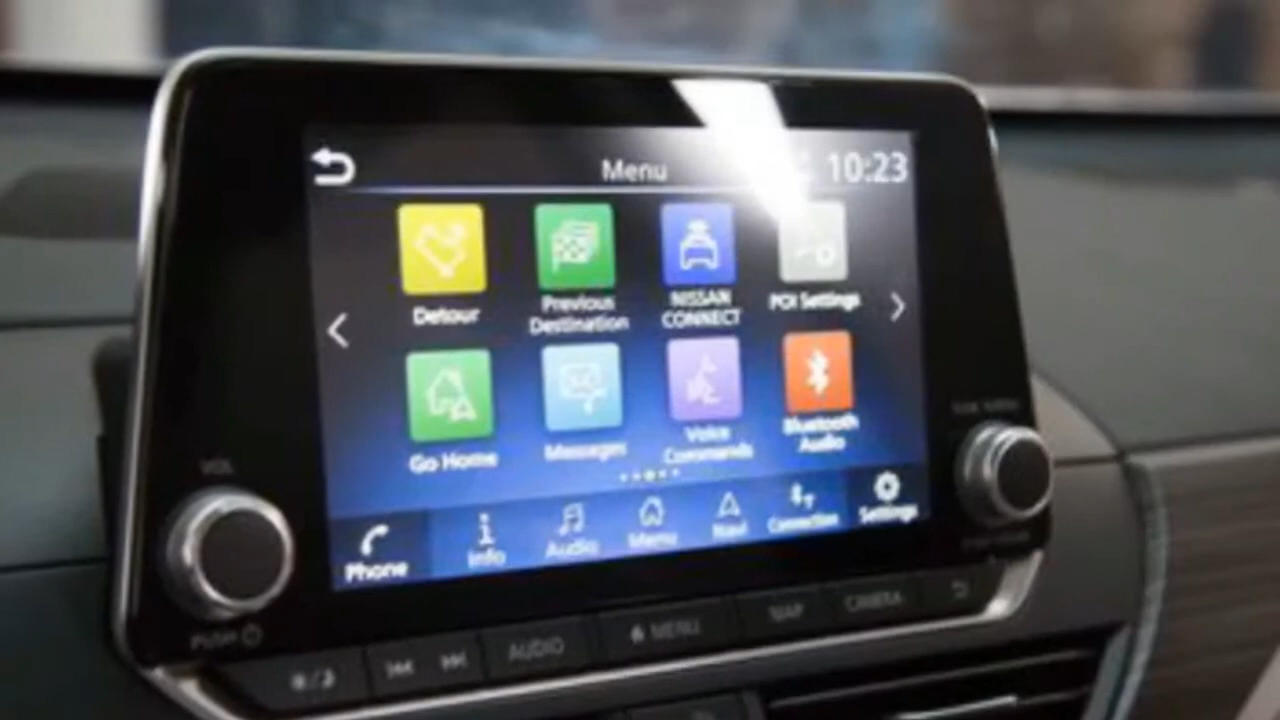 Menu
10:23
Detour
Previous
Destination
NISSAN
CONNECT
POI Settings
Go Home
Messages
Voice
Commands
Bluetooth
Audio
Phone
Info
Audio
Menu
Navi
Connection
Settings
VOL
PUSH
AUDIO
MENU
MAP
CAMERA